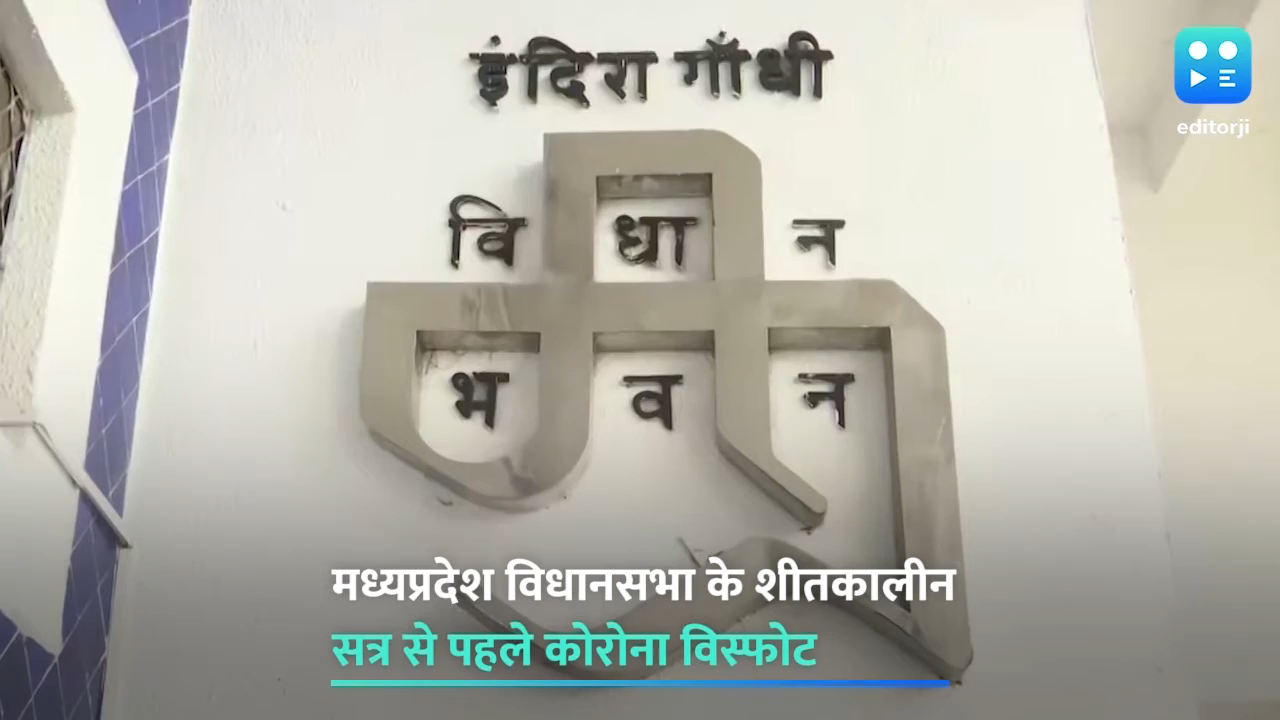 इंदिरा गाँधी
वि धा न
भ व न
editorji
मध्यप्रदेश विधानसभा के शीतकालीन
सत्र से पहले कोरोना विस्फोट